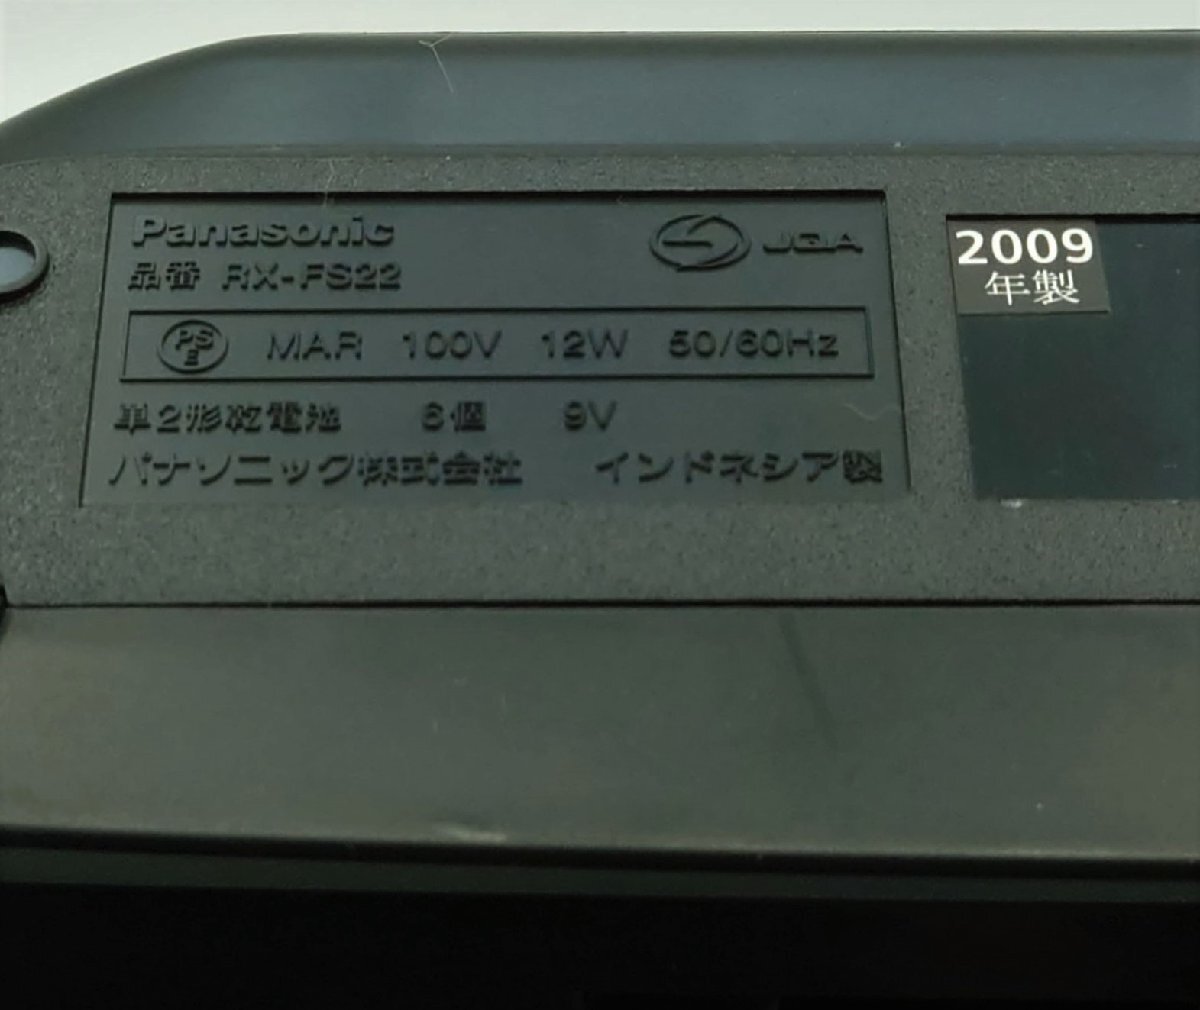 Panasonic
JQA
品番 RX-FS22
PS
E
MAR 100V 12W 50/60Hz
単2形乾電池 6個 9V
パナソニック株式会社 インドネシア製
2009
年製